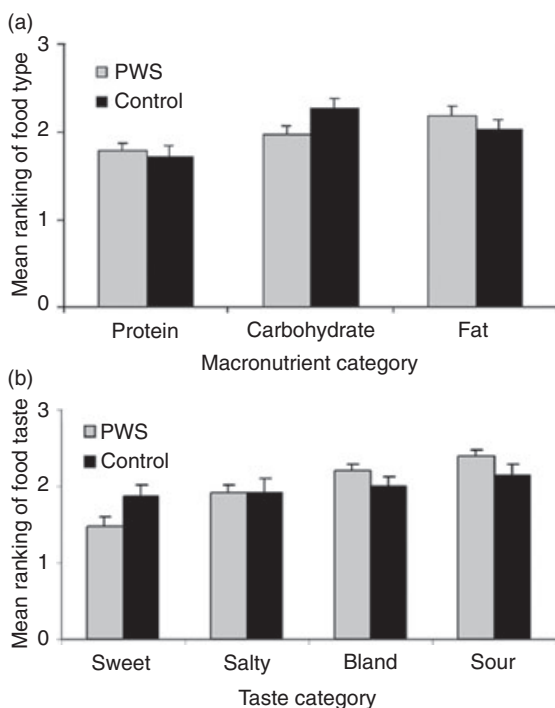 (a)
Mean ranking of food type
3
2
1
0
PWS
Control
Protein Carbohydrate Fat
Macronutrient category
(b)
Mean ranking of food taste
3
2
1
0
PWS
Control
Sweet Salty Bland Sour
Taste category